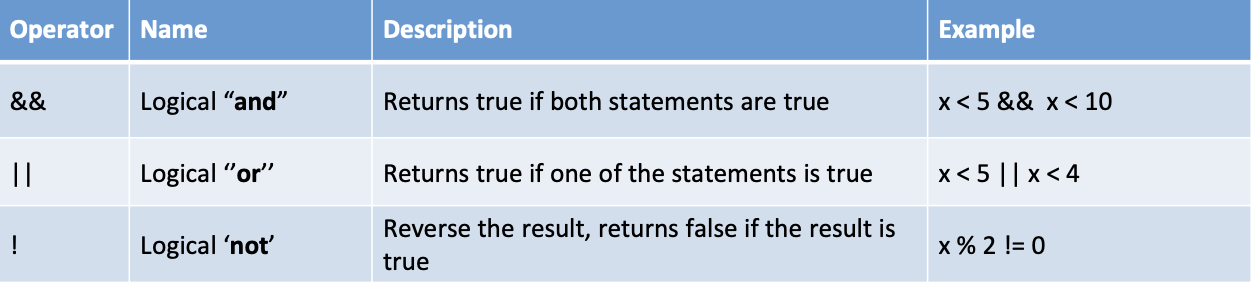 Operator Name Description Example
&& Logical “and” Returns true if both statements are true x < 5 &&  x < 10
|| Logical ‘’or’’ Returns true if one of the statements is true x < 5 || x < 4
! Logical ‘not’ Reverse the result, returns false if the result is
true x % 2 != 0